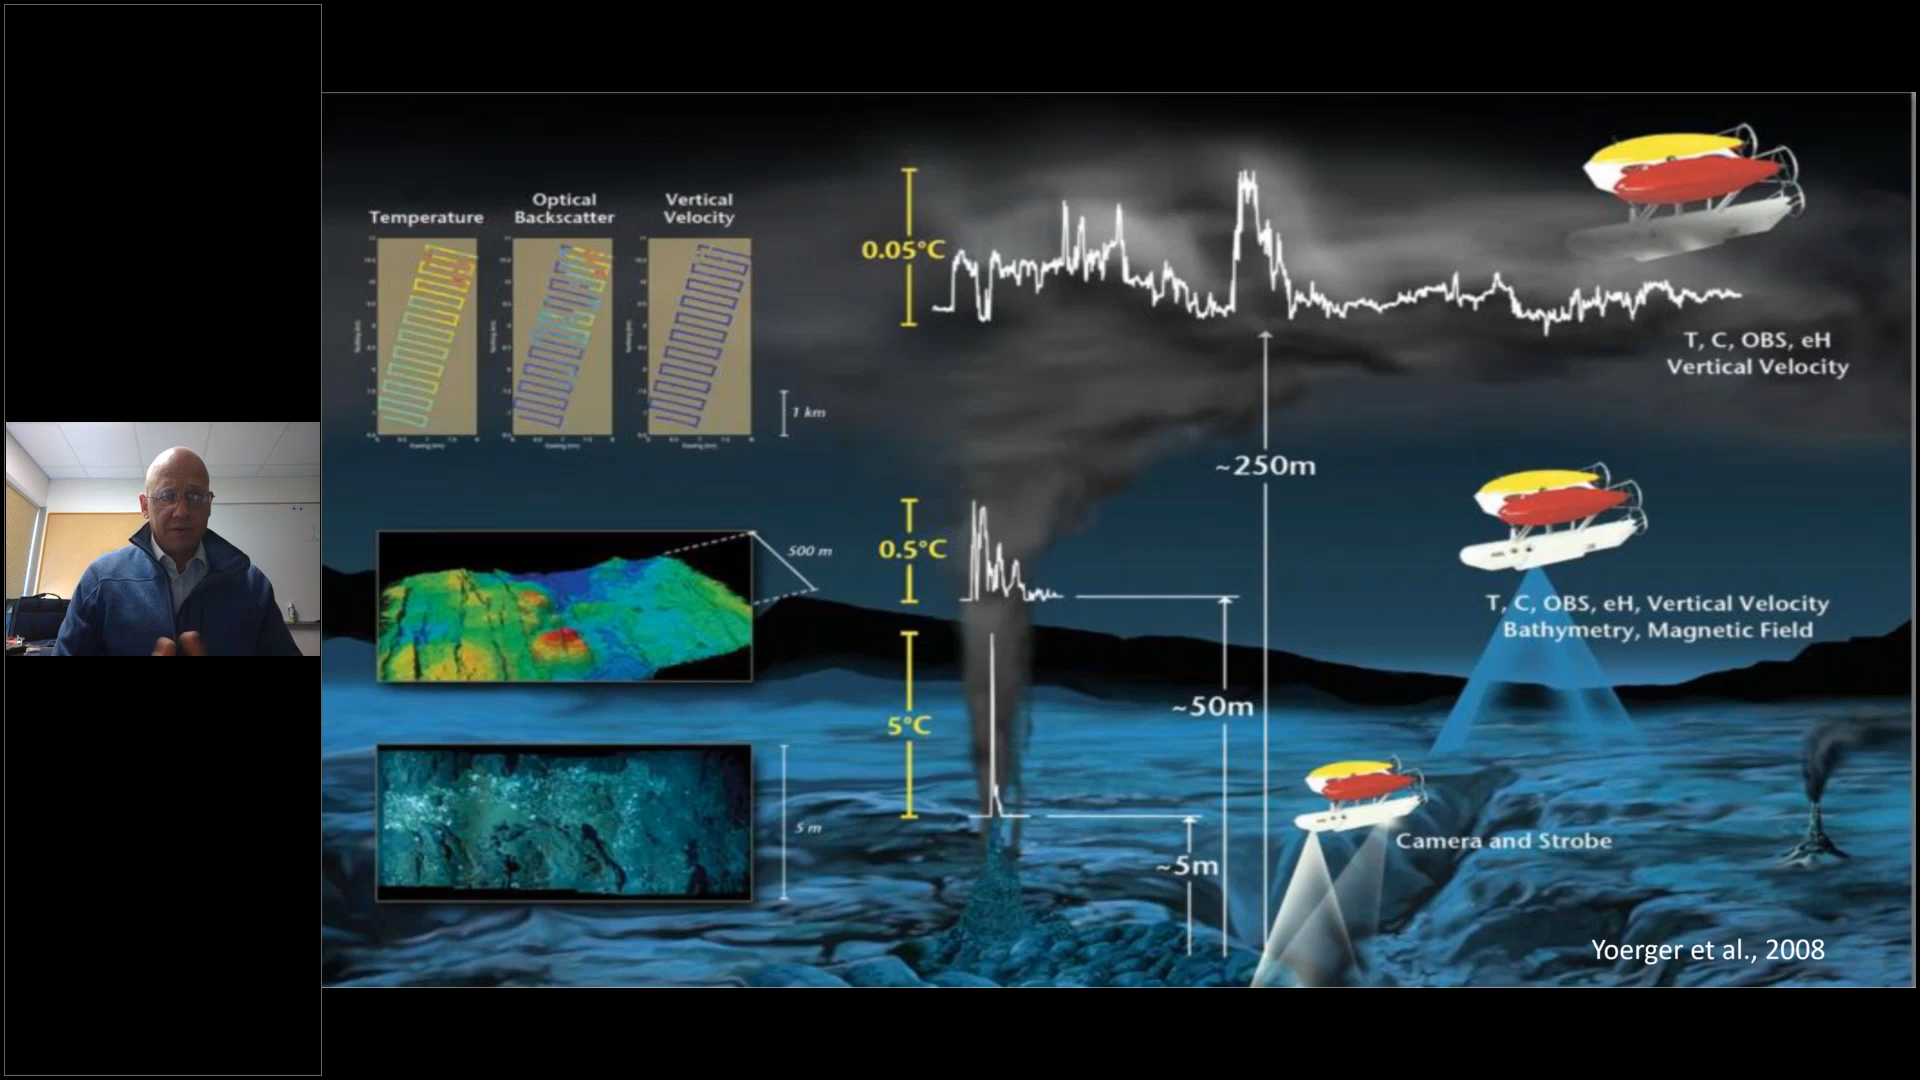 Temperature
Optical
Backscatter
Vertical
Velocity
1 km
0.05°C
T, C, OBS, eH
Vertical Velocity
~250m
500 m
0.5°C
T, C, OBS, eH, Vertical Velocity
Bathymetry, Magnetic Field
5°C
~50m
5 m
~5m
Camera and Strobe
Yoerger et al., 2008